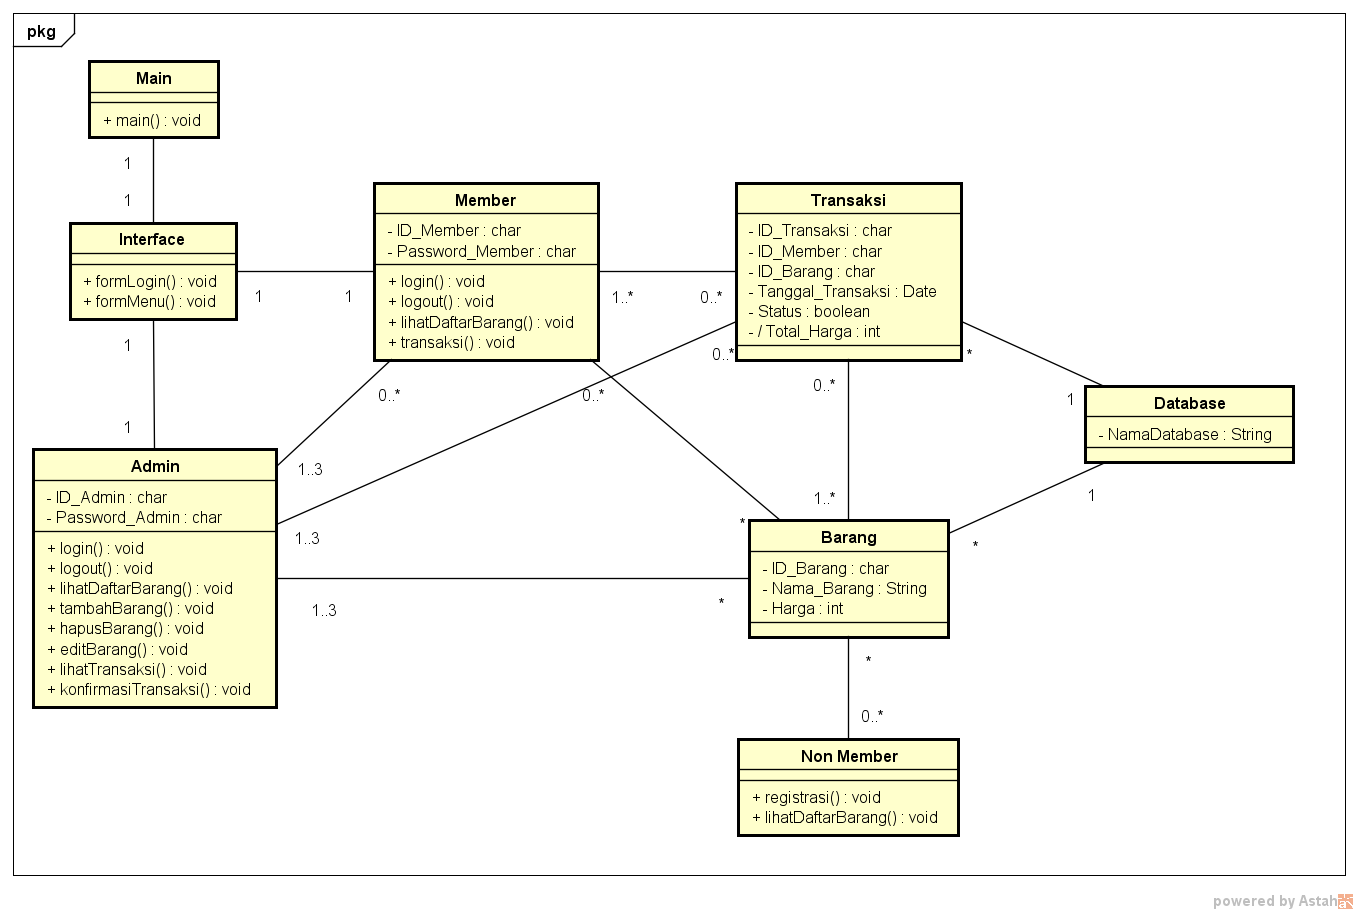 pkg
Main
+ main() : void
1
1
Interface
+ formLogin() : void
+ formMenu() : void
1
1
Member
- ID_Member : char
- Password_Member : char
+ login() : void
+ logout() : void
+ lihatDaftarBarang() : void
+ transaksi() : void
1..*
0..*
Transaksi
- ID_Transaksi : char
- ID_Member : char
- ID_Barang : char
- Tanggal_Transaksi : Date
- Status : boolean
- / Total_Harga : int
1
1
0..*
1..3
0..*
0..*
1..3
*
0..*
1..*
*
1
Database
- NamaDatabase : String
1
*
Admin
- ID_Admin : char
- Password_Admin : char
+ login() : void
+ logout() : void
+ lihatDaftarBarang() : void
+ tambahBarang() : void
+ hapusBarang() : void
+ editBarang() : void
+ lihatTransaksi() : void
+ konfirmasiTransaksi() : void
1..3
*
Barang
- ID_Barang : char
- Nama_Barang : String
- Harga : int
*
0..*
Non Member
+ registrasi() : void
+ lihatDaftarBarang() : void
powered by Astah